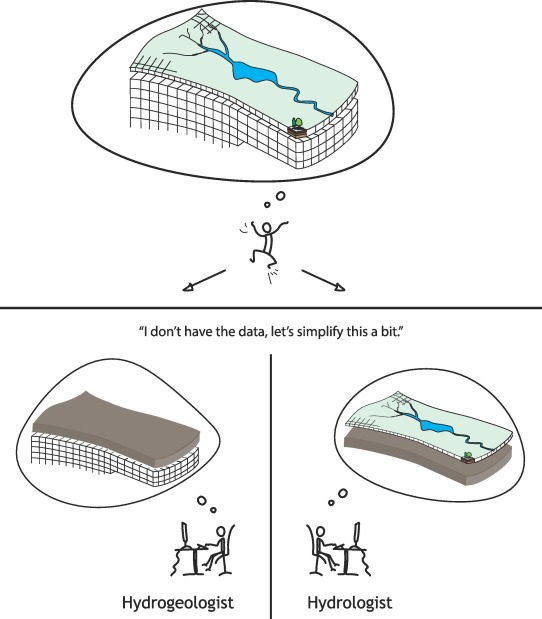 “I don’t have the data, let’s simplify this a bit.”
Hydrogeologist
Hydrologist